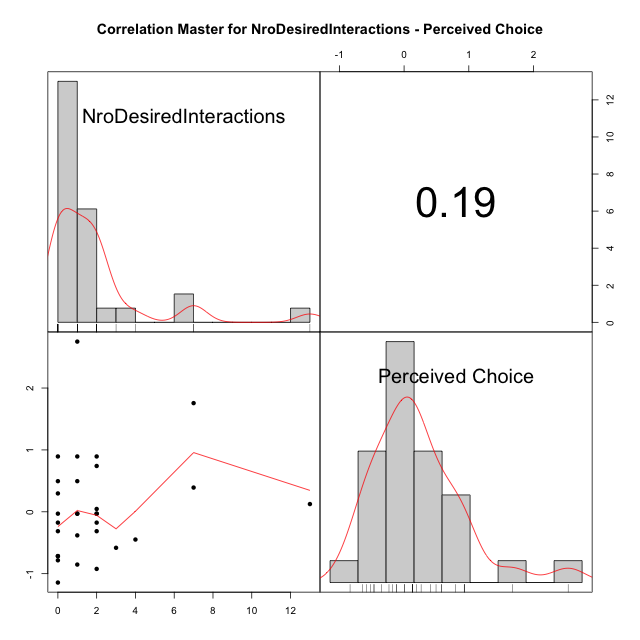 Correlation Master for NroDesiredInteractions - Perceived Choice
-1 0 1 2
NroDesiredInteractions
0.19
12
10
8
6
4
2
0
Perceived Choice
2
1
0
-1
0 2 4 6 8 10 12